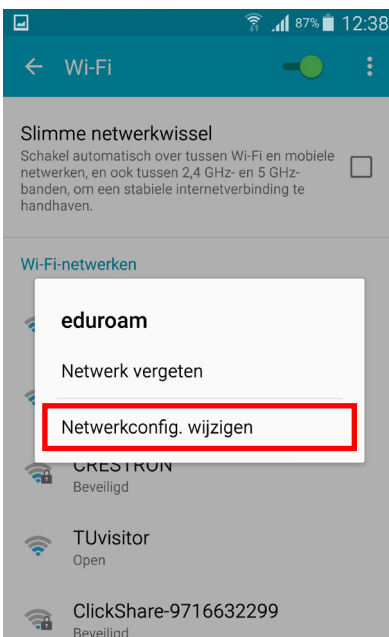 87% 12:38
Wi-Fi
Slimme netwerkwissel
Schakel automatisch over tussen Wi-Fi en mobiele
netwerken, en ook tussen 2,4 GHz- en 5 GHz-
banden, om een stabiele internetverbinding te
handhaven.
Wi-Fi-netwerken
eduroam
Netwerk vergeten
Netwerkconfig. wijzigen
CRESTRON
Beveiligd
TUvisitor
Open
ClickShare-9716632299
Beveiligd